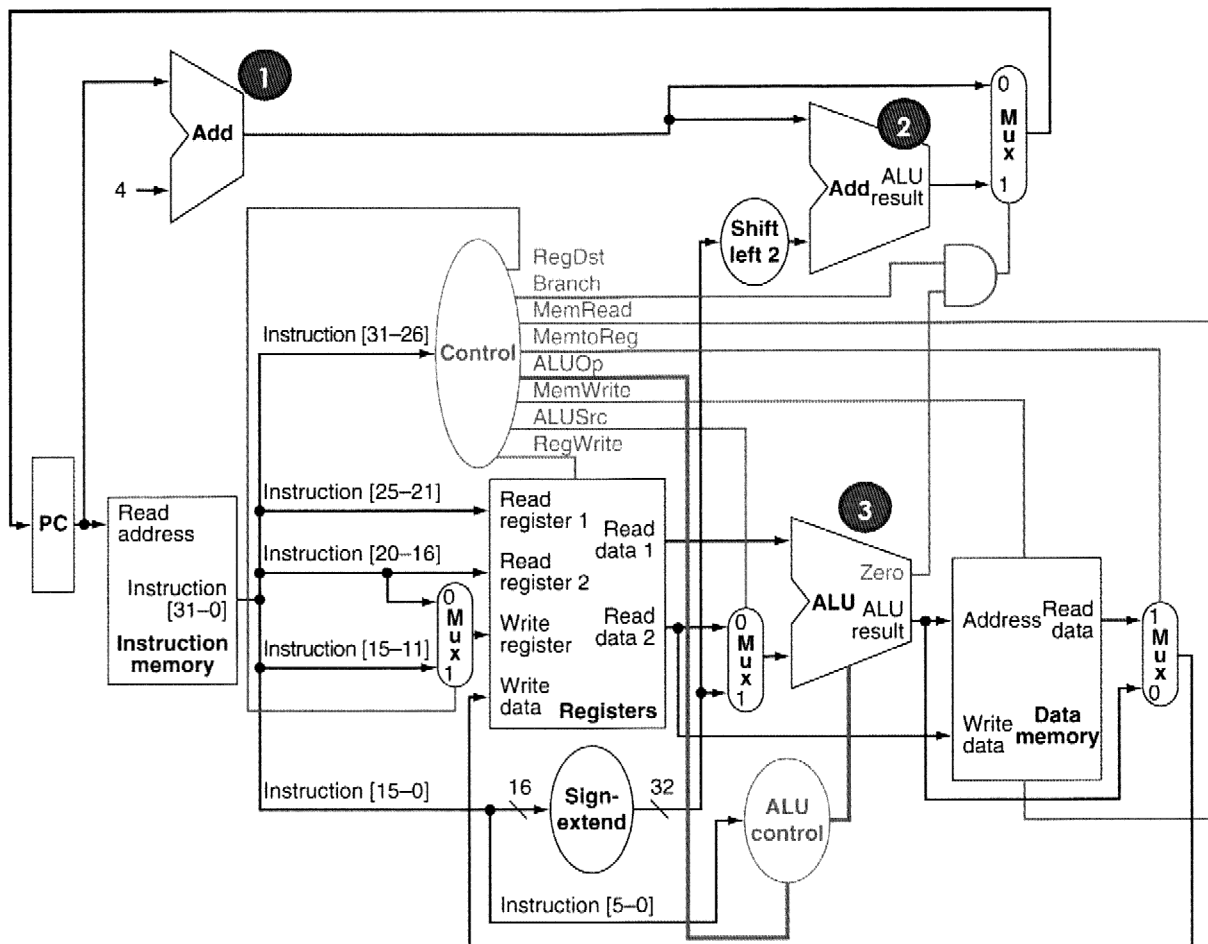 1
Add
4
2
Add
ALU
result
0
Mux
1
Shift
left 2
RegDst
Branch
MemRead
MemtoReg
ALUOp
MemWrite
ALUSrc
RegWrite
Control
Instruction [31–26]
Instruction [25–21]
Instruction [20–16]
Instruction [15–11]
Instruction [15–0]
Instruction [5–0]
PC
Read
address
Instruction
[31–0]
Instruction
memory
0
Mux
1
Read
register 1
Read
register 2
Write
register
Write
data
Read
data 1
Read
data 2
Registers
16
Sign-
extend
32
0
Mux
1
3
Zero
ALU
ALU
result
ALU
control
Address
Read
data
Write
data
Data
memory
1
Mux
0